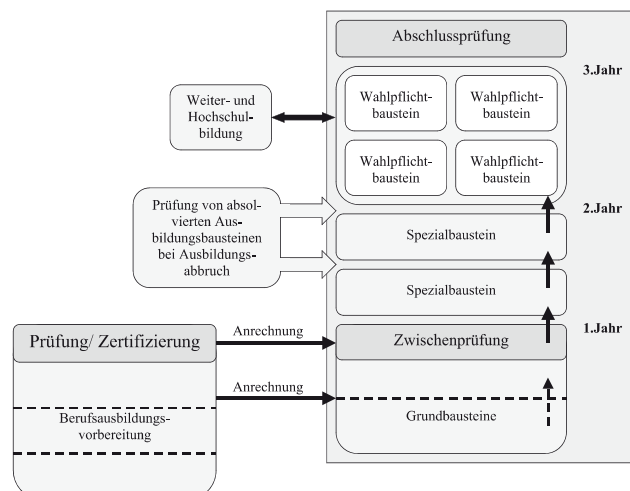 Abschlussprüfung
3.Jahr
Wahlpflicht-
baustein
Wahlpflicht-
baustein
Weiter- und
Hochschul-
bildung
Wahlpflicht-
baustein
Wahlpflicht-
baustein
2.Jahr
Prüfung von absol-
vierten Aus-
bildungsbausteinen
bei Ausbildungs-
abbruch
Spezialbaustein
Spezialbaustein
1.Jahr
Prüfung/ Zertifizierung
Anrechnung
Zwischenprüfung
Anrechnung
Berufsausbildungs-
vorbereitung
Grundbausteine